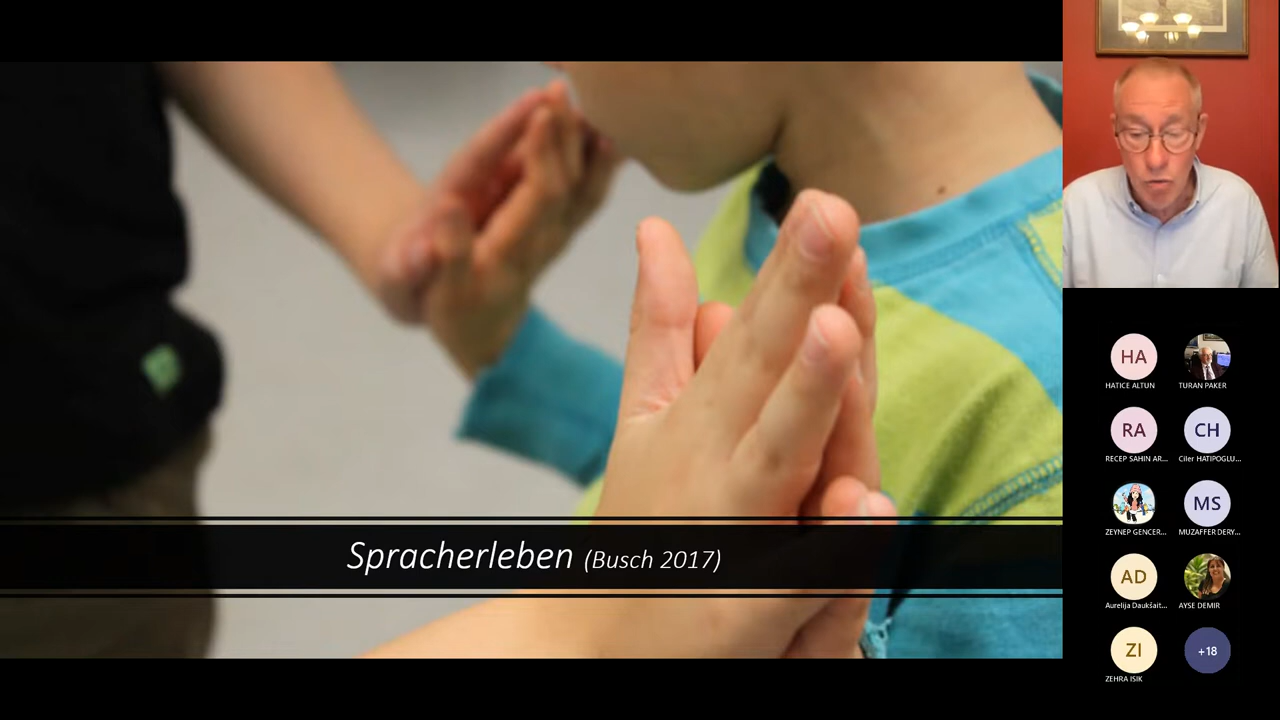 Spracherleben (Busch 2017)
HA
HATICE ALTUN
TURAN PAKER
RA
RECEP SAHIN AR...
CH
Ciler HATIPOGLU...
ZEYNEP GENCER...
MS
MUZAFFER DERY...
AD
Aurelija Daukšait...
AYSE DEMIR
ZI
ZEHRA ISIK
+18